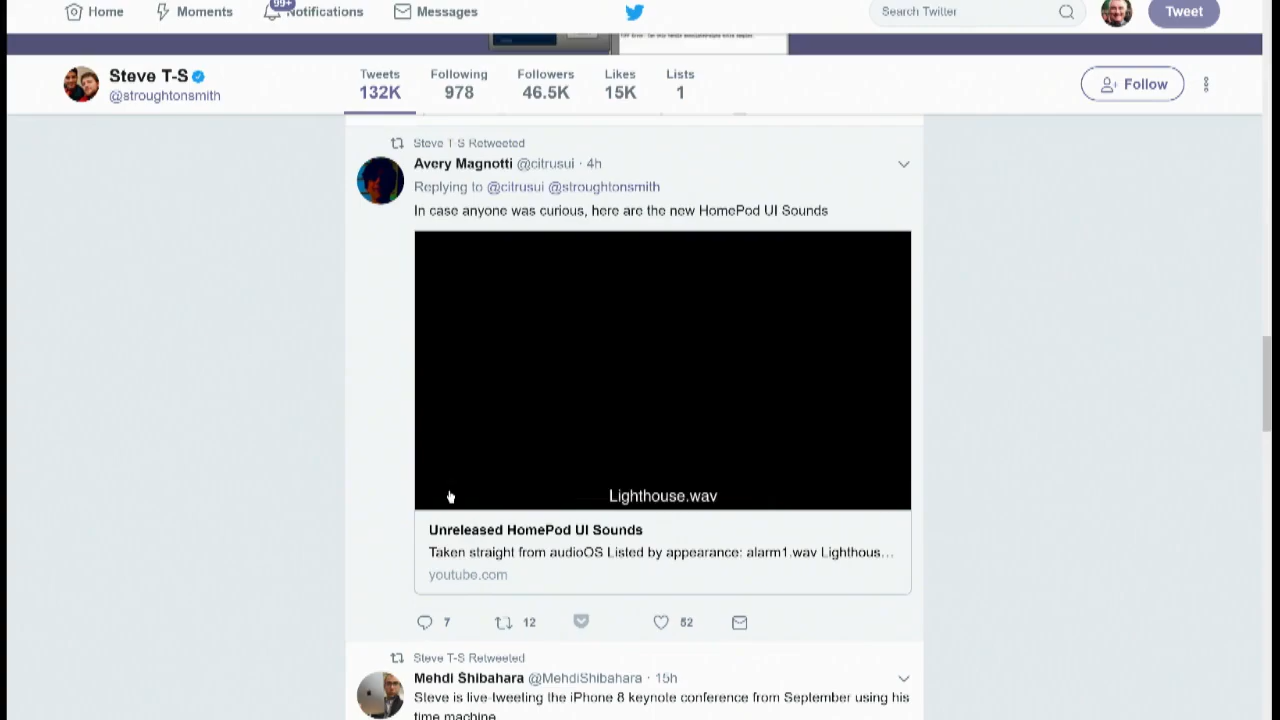 Home
Moments
99+
Notifications
Messages
Search Twitter
Tweet
Steve T-S
@stroughtonsmith
Tweets
132K
Following
978
Followers
46.5K
Likes
15K
Lists
1
Follow
Steve T-S Retweeted
Avery Magnotti @citrusui · 4h
Replying to @citrusui @stroughtonsmith
In case anyone was curious, here are the new HomePod UI Sounds
Lighthouse.wav
Unreleased HomePod UI Sounds
Taken straight from audioOS Listed by appearance: alarm1.wav Lighthous…
youtube.com
7
12
52
Steve T-S Retweeted
Mehdi Shibahara @MehdiShibahara · 15h
Steve is live-tweeting the iPhone 8 keynote conference from September using his
time machine